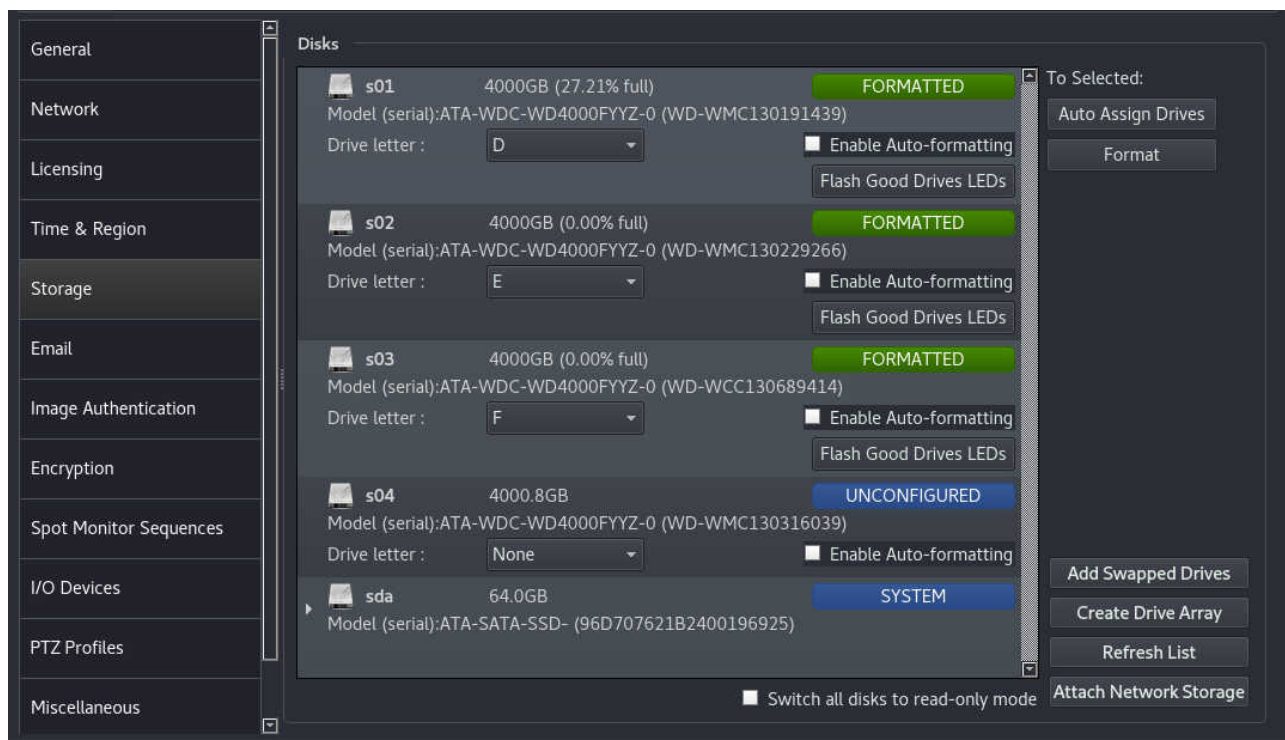 General
Network
Licensing
Time & Region
Storage
Email
Image Authentication
Encryption
Spot Monitor Sequences
I/O Devices
PTZ Profiles
Miscellaneous
Disks
s01 4000GB (27.21% full) FORMATTED
Model (serial):ATA-WDC-WD4000FYYZ-0 (WD-WMC130191439)
Drive letter : D Enable Auto-formatting
Flash Good Drives LEDs
s02 4000GB (0.00% full) FORMATTED
Model (serial):ATA-WDC-WD4000FYYZ-0 (WD-WMC130229266)
Drive letter : E Enable Auto-formatting
Flash Good Drives LEDs
s03 4000GB (0.00% full) FORMATTED
Model (serial):ATA-WDC-WD4000FYYZ-0 (WD-WCC130689414)
Drive letter : F Enable Auto-formatting
Flash Good Drives LEDs
s04 4000.8GB UNCONFIGURED
Model (serial):ATA-WDC-WD4000FYYZ-0 (WD-WMC130316039)
Drive letter : None Enable Auto-formatting
sda 64.0GB SYSTEM
Model (serial):ATA-SATA-SSD- (96D707621B2400196925)
Switch all disks to read-only mode
To Selected:
Auto Assign Drives
Format
Add Swapped Drives
Create Drive Array
Refresh List
Attach Network Storage